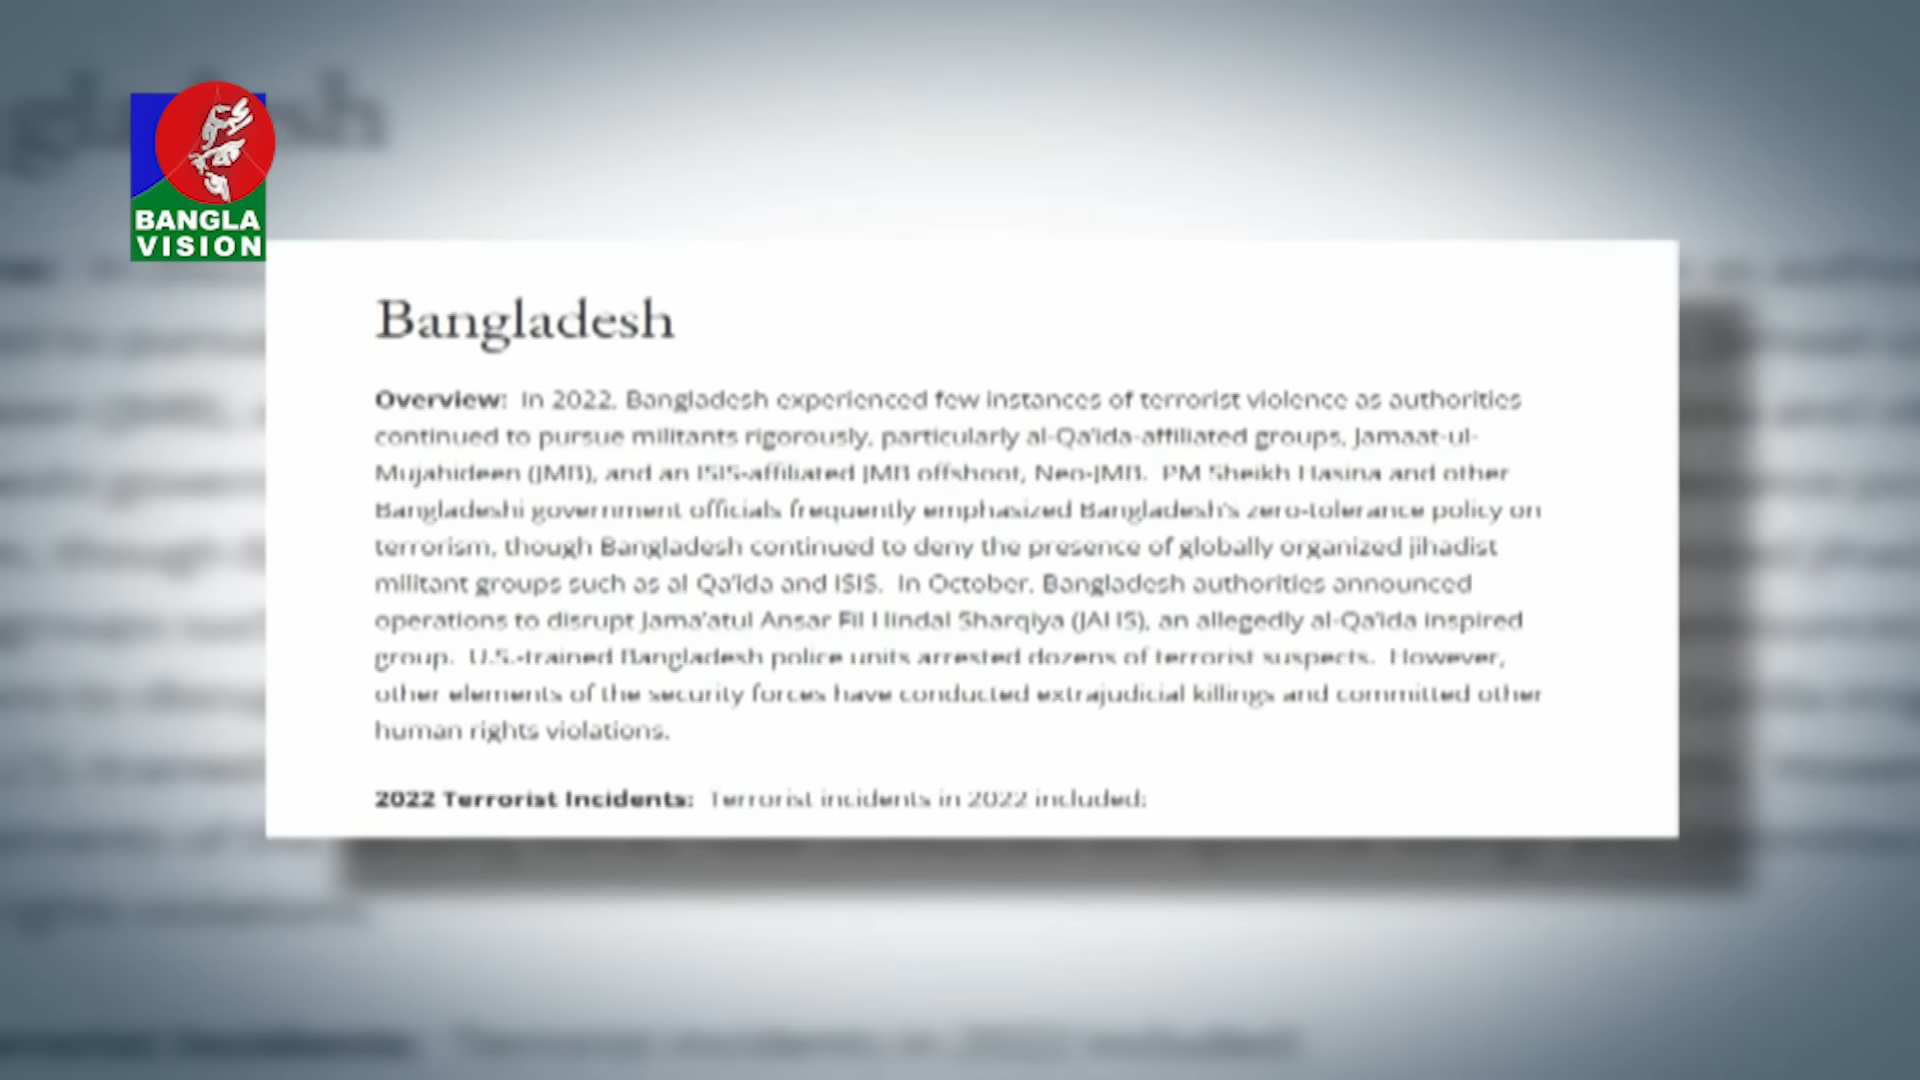 BANGLA
VISION
Bangladesh
Overview: In 2022, Bangladesh experienced few instances of terrorist violence as authorities
continued to pursue militants rigorously, particularly al-Qa'ida-affiliated groups, Jamaat-ul-
Mujahideen (JMB), and an ISIS-affiliated JMB offshoot, Neo-JMB. PM Sheikh Hasina and other
Bangladeshi government officials frequently emphasized Bangladesh's zero-tolerance policy on
terrorism, though Bangladesh continued to deny the presence of globally organized jihadist
militant groups such as al-Qa'ida and ISIS. In October, Bangladesh authorities announced
operations to disrupt Jama'atul Ansar Fil Hindal Sharqiya (JAHS), an allegedly al-Qa'ida inspired
group. U.S.-trained Bangladesh police units arrested dozens of terrorist suspects. However,
other elements of the security forces have conducted extrajudicial killings and committed other
human rights violations.
2022 Terrorist Incidents: Terrorist incidents in 2022 included: